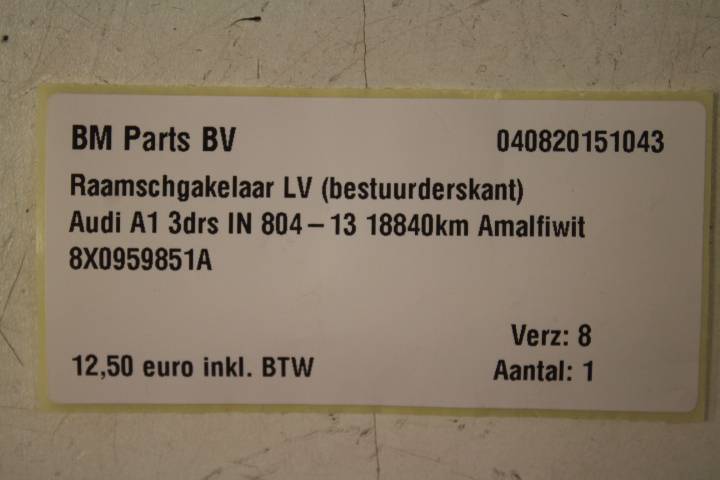 BM Parts BV 040820151043
Raamschgakelaar LV (bestuurderskant)
Audi A1 3drs IN 804–13 18840km Amalfiwit
8X0959851A
Verz: 8
12,50 euro inkl. BTW Aantal: 1